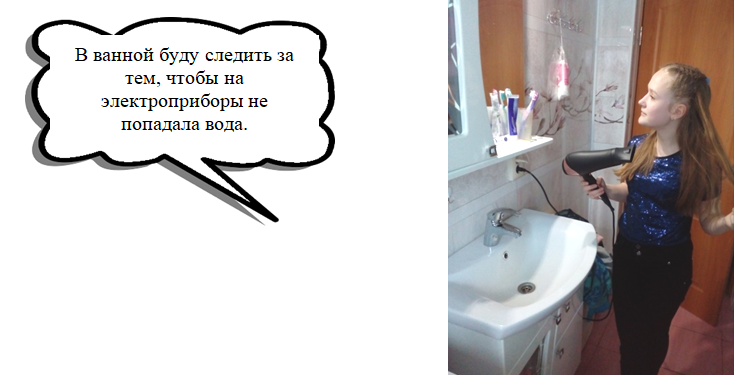 В ванной буду следить за
тем, чтобы на
электроприборы не
попадала вода.